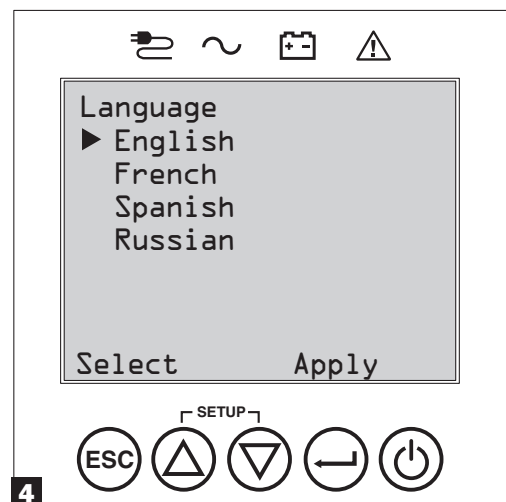 Language
English
French
Spanish
Russian
Select Apply
SETUP
ESC
4